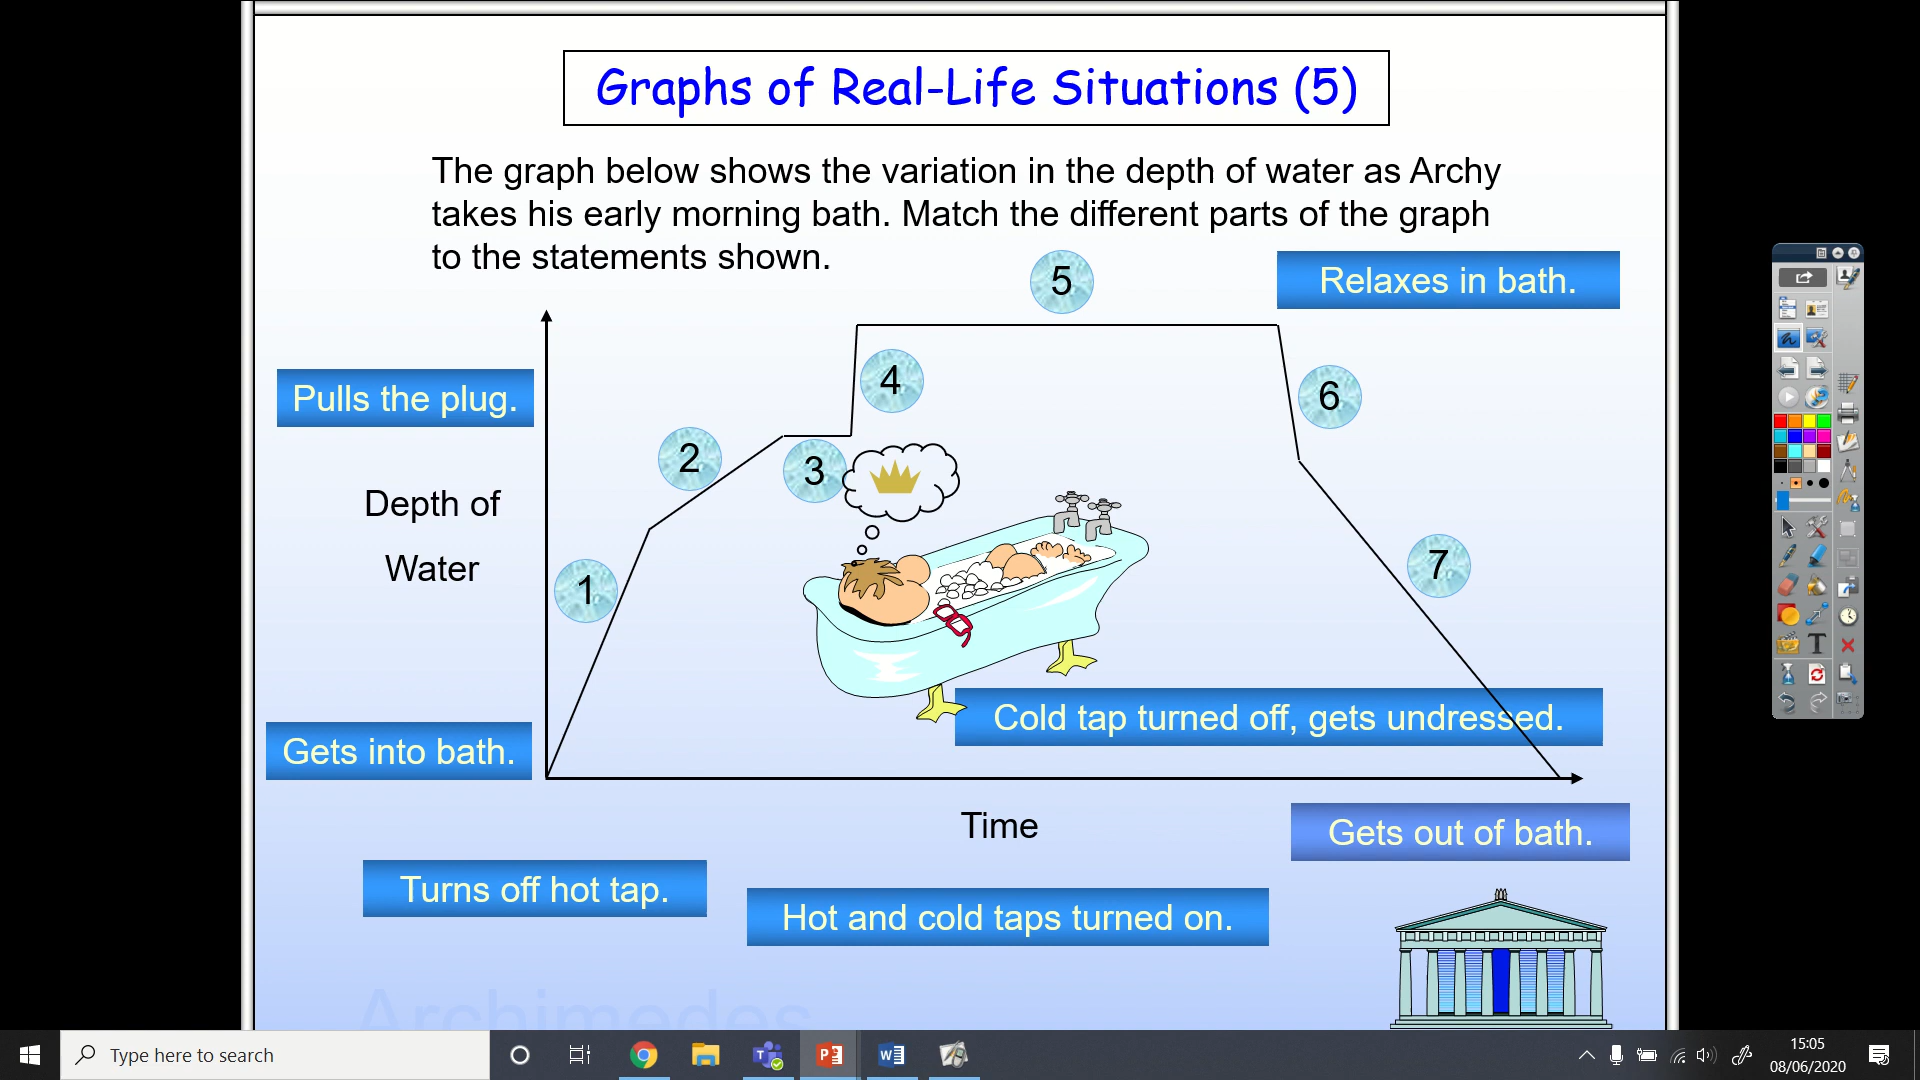 Graphs of Real-Life Situations (5)
The graph below shows the variation in the depth of water as Archy
takes his early morning bath. Match the different parts of the graph
to the statements shown.
5
Relaxes in bath.
4
6
Pulls the plug.
2
3
Depth of
Water
1
7
Cold tap turned off, gets undressed.
Gets into bath.
Time
Gets out of bath.
Turns off hot tap.
Hot and cold taps turned on.
Archimedes
Type here to search
15:05
08/06/2020